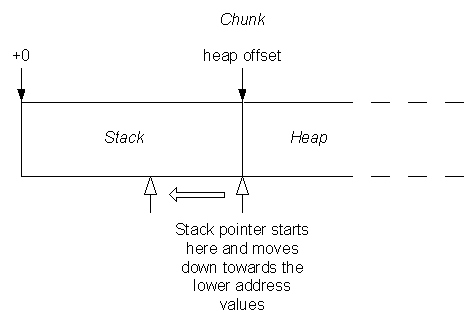 Chunk
+0
heap offset
Stack
Heap
Stack pointer starts
here and moves
down towards the
lower address
values